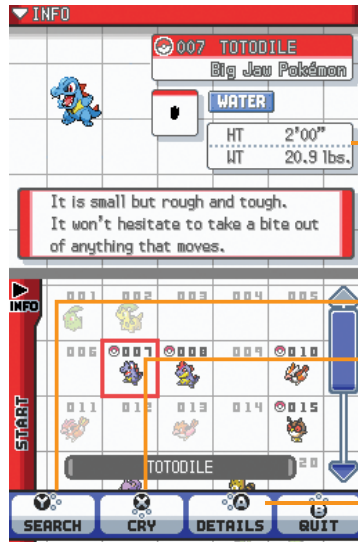 INFO
007 TOTODILE
Big Jaw Pokémon
WATER
HT 2'00"
WT 20.9 lbs.
It is small but rough and tough.
It won't hesitate to take a bite out
of anything that moves.
INFO
001 002 003 004 005
006 007 008 009 010
START
011 012 013 014 015
TOTODILE 20
Y X A B
SEARCH CRY DETAILS QUIT